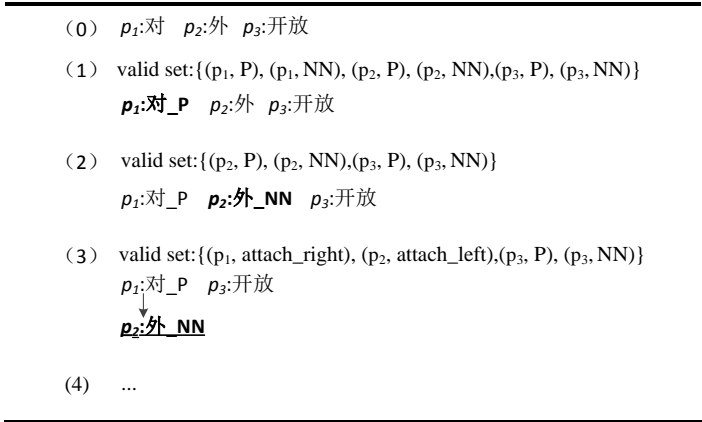 （0） p₁:对 p₂:外 p₃:开放
（1） valid set:{(p₁, P), (p₁, NN), (p₂, P), (p₂, NN),(p₃, P), (p₃, NN)}
p₁:对_P p₂:外 p₃:开放
（2） valid set:{(p₂, P), (p₂, NN),(p₃, P), (p₃, NN)}
p₁:对_P p₂:外_NN p₃:开放
（3） valid set:{(p₁, attach_right), (p₂, attach_left),(p₃, P), (p₃, NN)}
p₁:对_P p₃:开放
p₂:外_NN
(4) ...